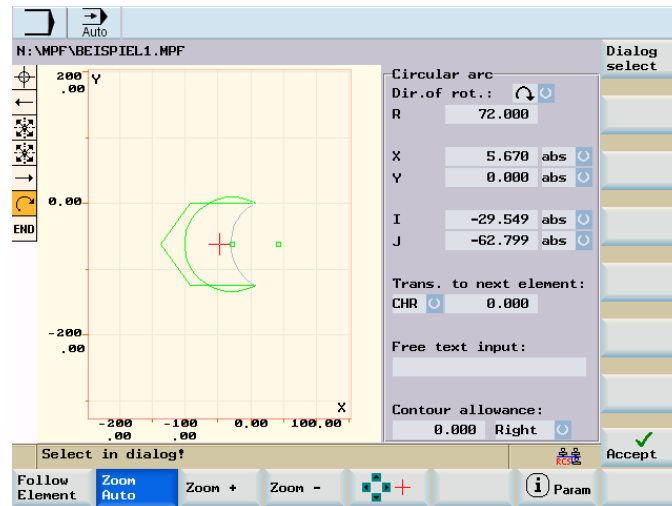 Auto
N:\MPF\BEISPIEL1.MPF
Dialog
select
200
.00
Y
0.00
-200
.00
X
-200
.00
-100
.00
0.00
100.00
END
Circular arc
Dir.of rot.:
R 72.000
X 5.670 abs
Y 0.000 abs
I -29.549 abs
J -62.799 abs
Trans. to next element:
CHR 0.000
Free text input:
Contour allowance:
0.000 Right
Select in dialog!
RCS
Accept
Follow
Element
Zoom
Auto
Zoom +
Zoom -
i Param